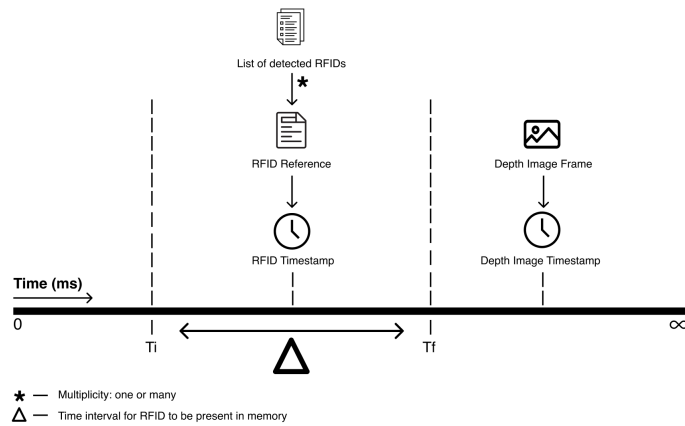 List of detected RFIDs
*
RFID Reference
Depth Image Frame
RFID Timestamp
Depth Image Timestamp
Time (ms)
0
∞
Ti
Δ
Tf
* — Multiplicity: one or many
Δ — Time interval for RFID to be present in memory